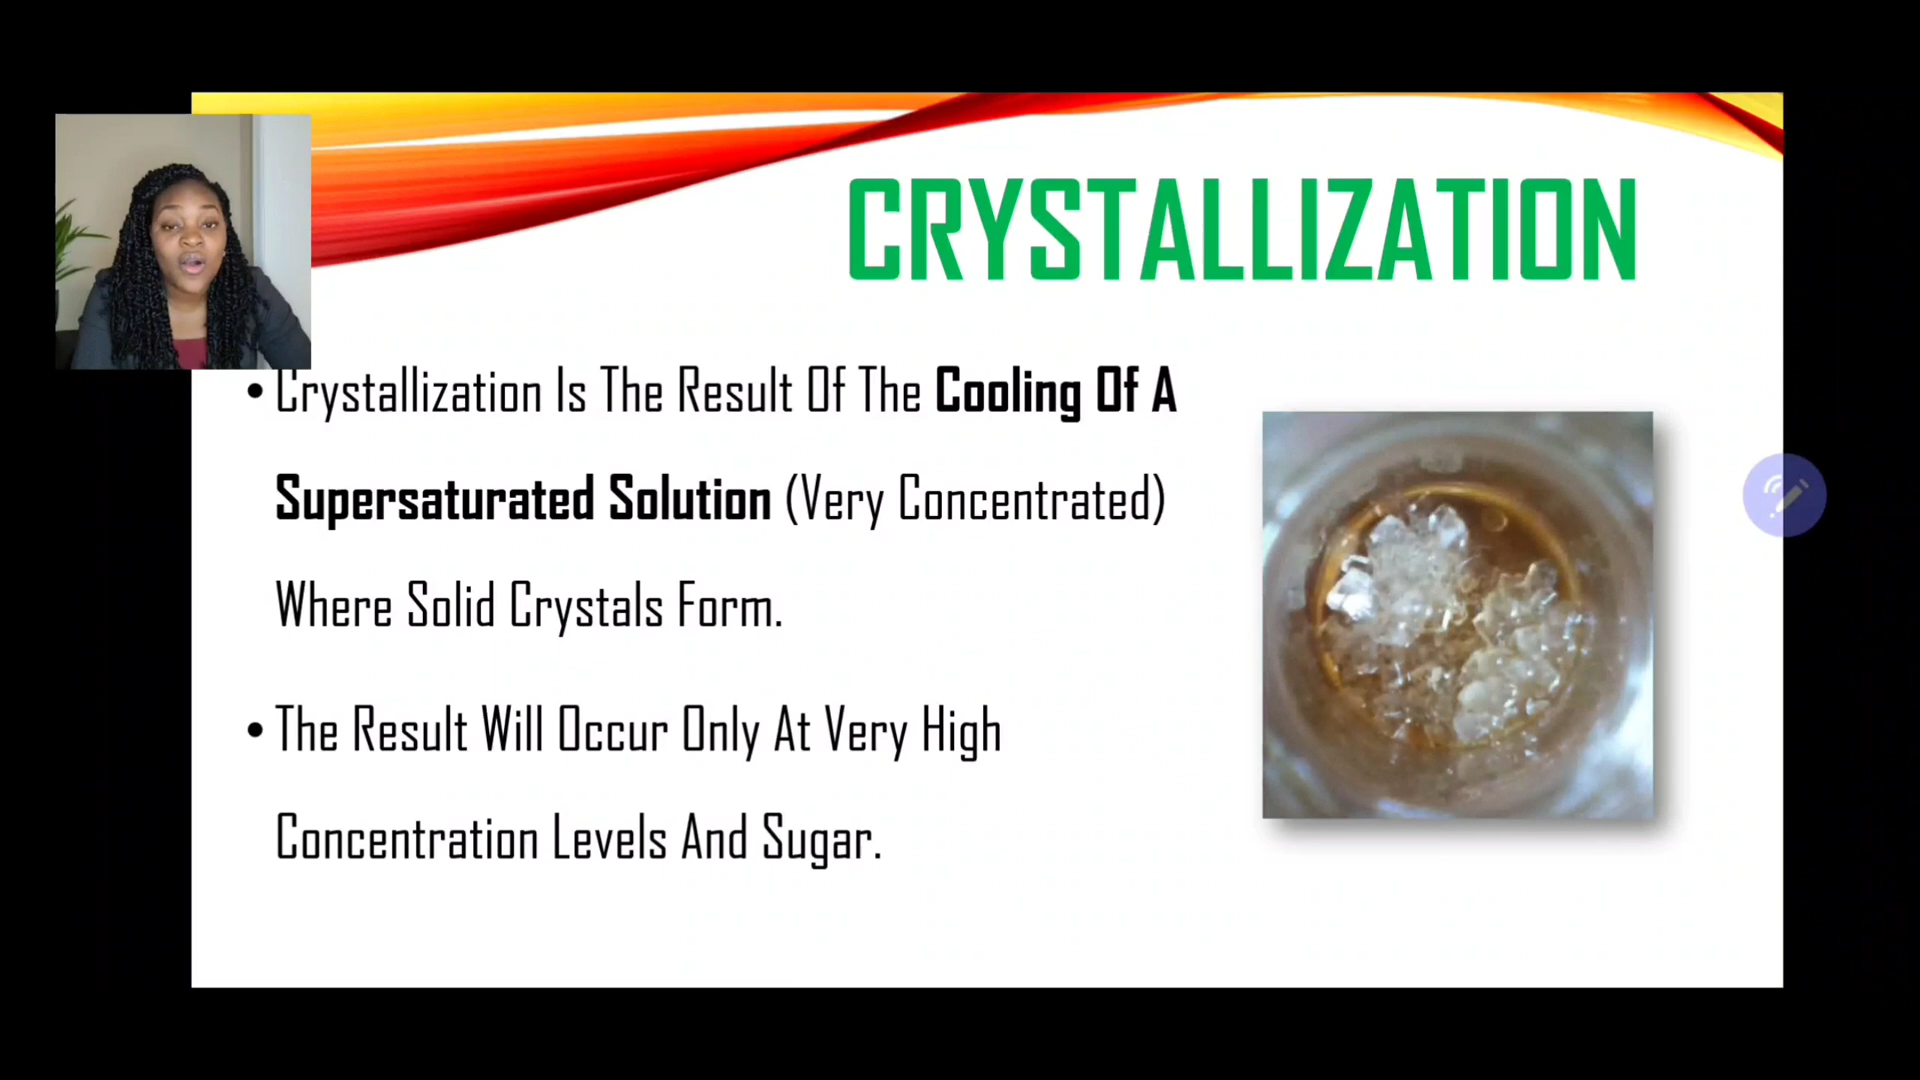 CRYSTALLIZATION
• Crystallization Is The Result Of The Cooling Of A
Supersaturated Solution (Very Concentrated)
Where Solid Crystals Form.
• The Result Will Occur Only At Very High
Concentration Levels And Sugar.